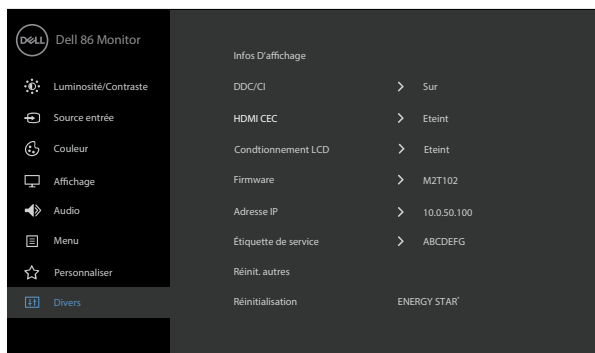 DELL Dell 86 Monitor
Infos D'affichage
Luminosité/Contraste DDC/CI Sur
Source entrée HDMI CEC Eteint
Couleur Condtionnement LCD Eteint
Affichage Firmware M2T102
Audio Adresse IP 10.0.50.100
Menu Étiquette de service ABCDEFG
Personnaliser Réinit. autres
Divers Réinitialisation ENERGY STAR®